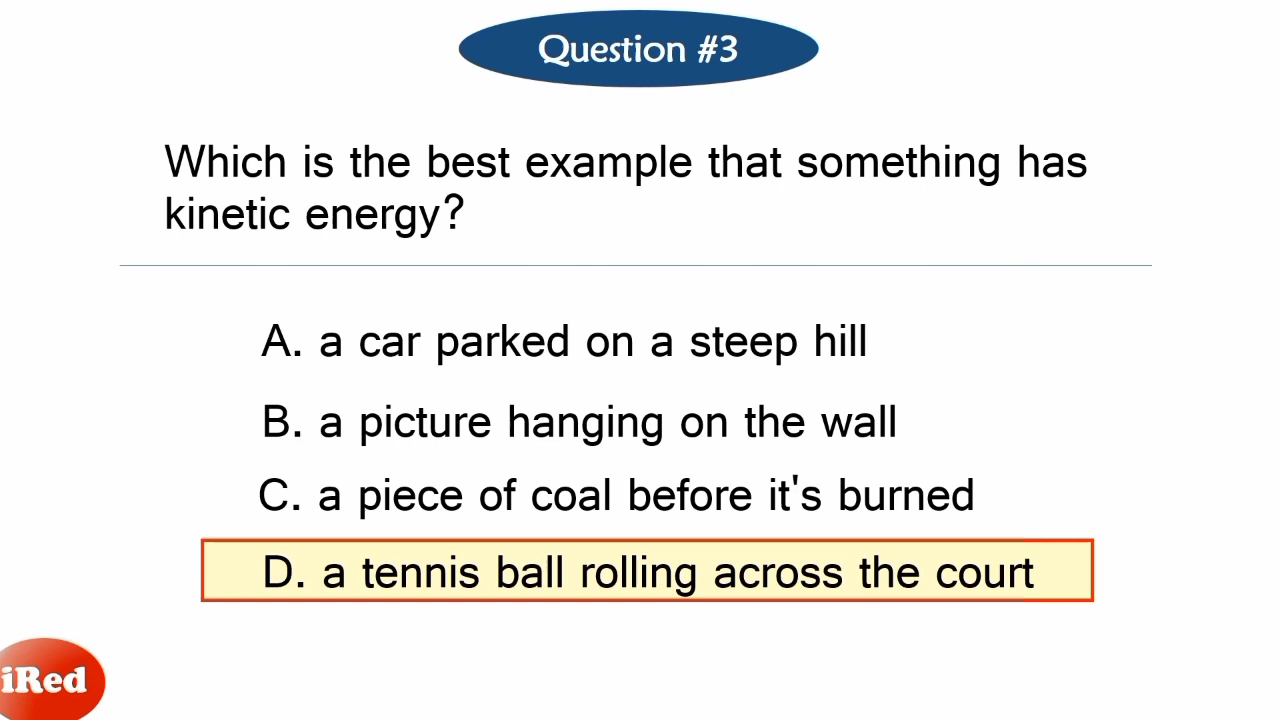 Question #3
Which is the best example that something has
kinetic energy?
A. a car parked on a steep hill
B. a picture hanging on the wall
C. a piece of coal before it's burned
D. a tennis ball rolling across the court
iRed